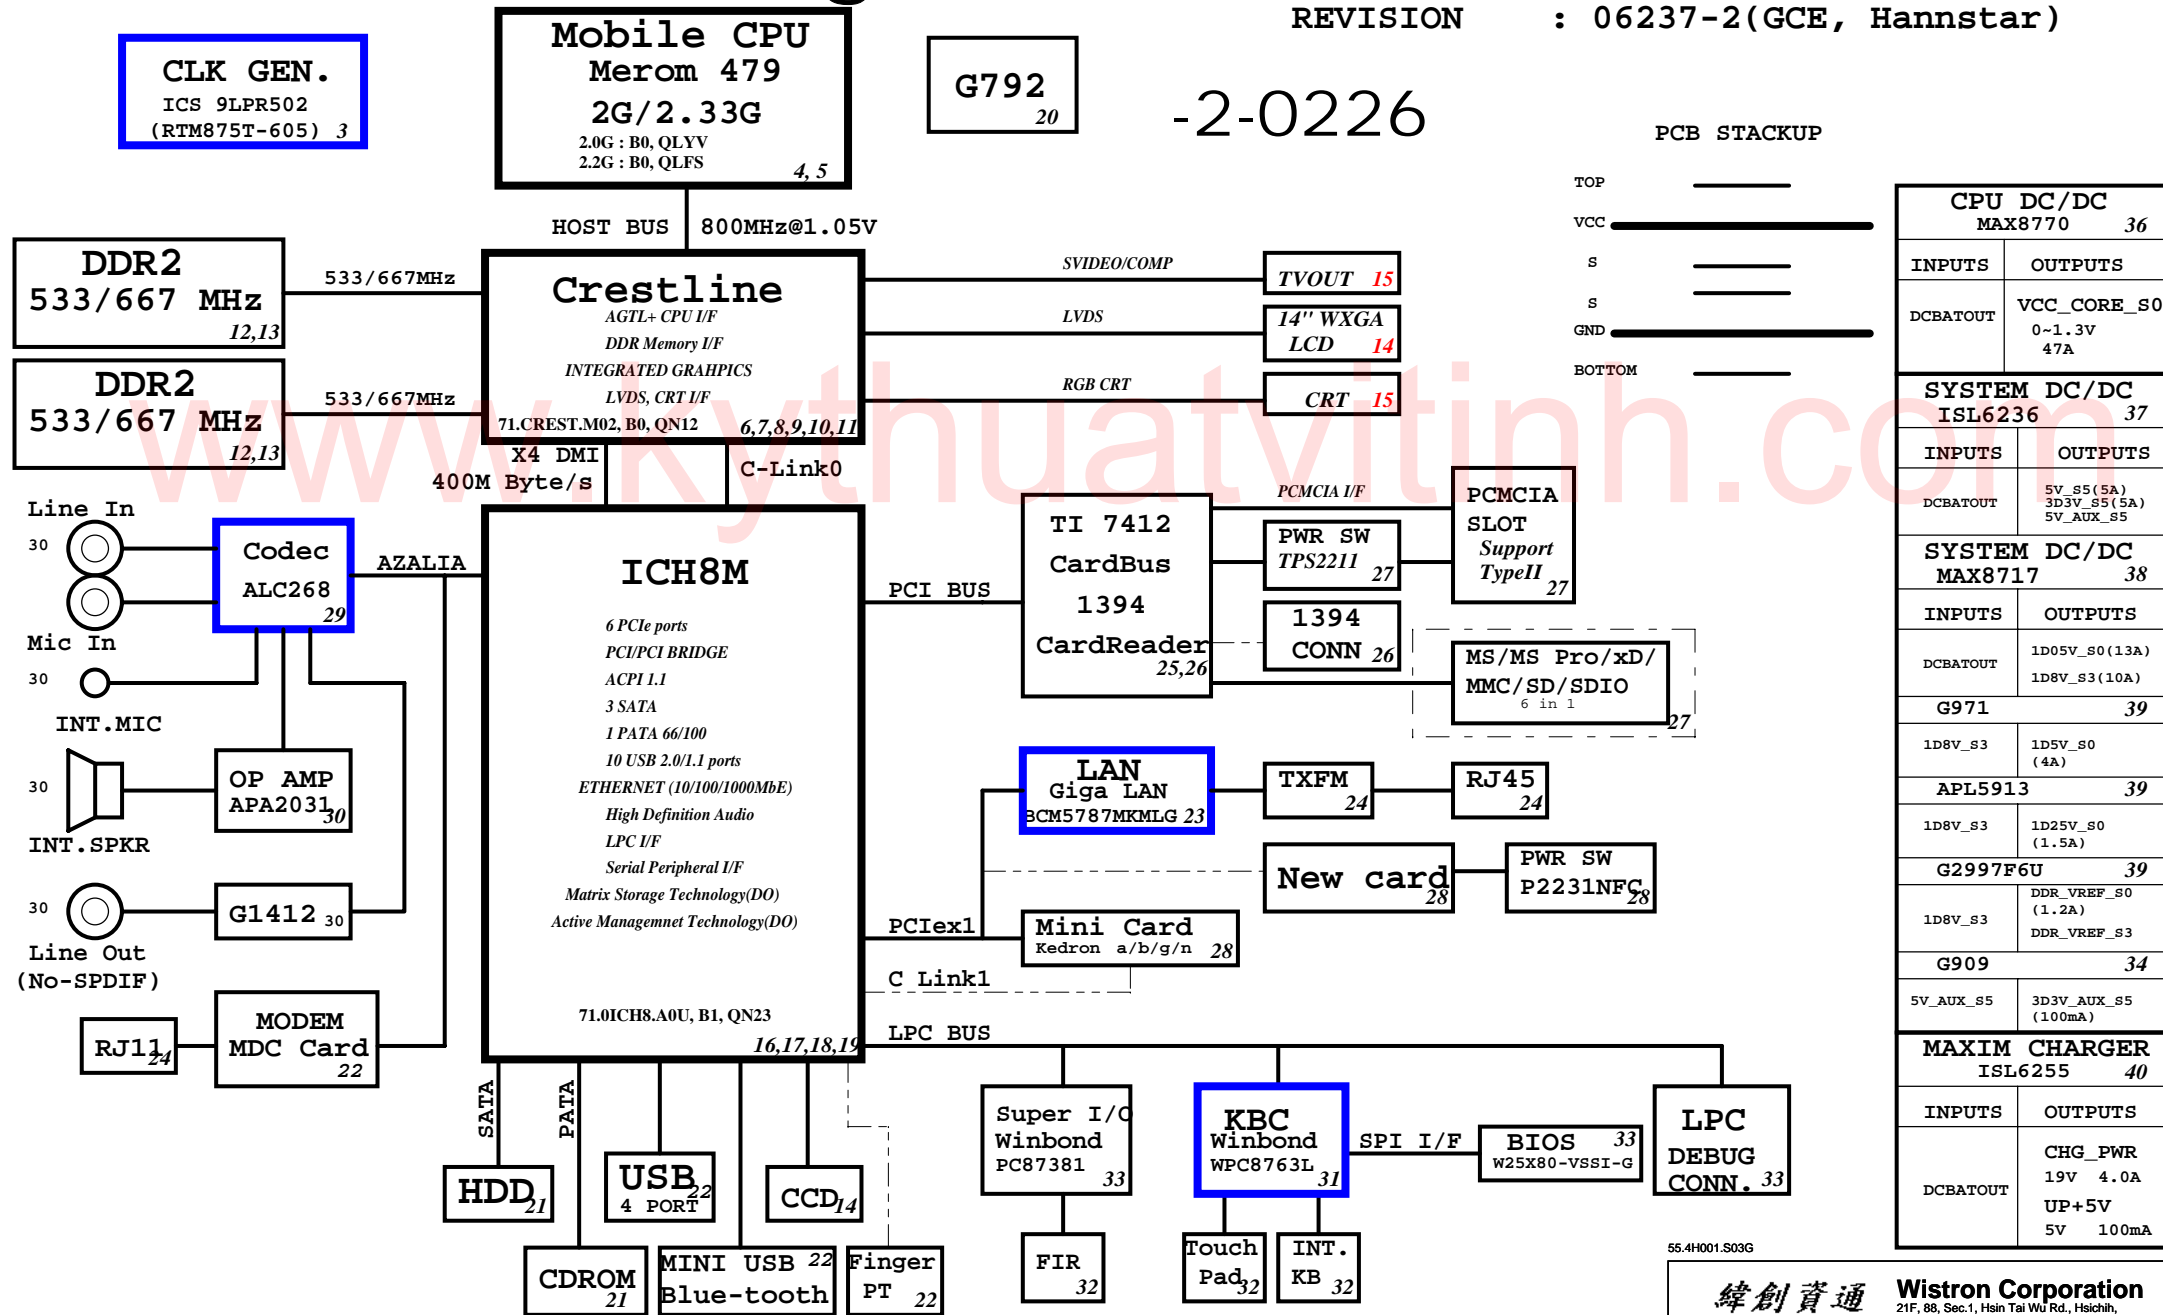 REVISION : 06237-2(GCE, Hannstar)
-2-0226
CLK GEN.
ICS 9LPR502
(RTM875T-605) 3
Mobile CPU
Merom 479
2G/2.33G
2.0G : B0, QLYV
2.2G : B0, QLFS
4, 5
G792
20
HOST BUS 800MHz@1.05V
DDR2
533/667 MHz
12,13
533/667MHz
DDR2
533/667 MHz
12,13
533/667MHz
Crestline
AGTL+ CPU I/F
DDR Memory I/F
INTEGRATED GRAHPICS
LVDS, CRT I/F
71.CREST.M02, B0, QN12
6,7,8,9,10,11
SVIDEO/COMP
TVOUT 15
LVDS
14" WXGA
LCD 14
RGB CRT
CRT 15
PCB STACKUP
TOP
VCC
S
S
GND
BOTTOM
X4 DMI
400M Byte/s
C-Link0
www.kythuatvitinh.com
Line In
30
Mic In
30
INT.MIC
30
INT.SPKR
30
Line Out
(No-SPDIF)
Codec
ALC268
29
AZALIA
OP AMP
APA2031
30
G1412 30
RJ11
24
MODEM
MDC Card
22
ICH8M
6 PCIe ports
PCI/PCI BRIDGE
ACPI 1.1
3 SATA
1 PATA 66/100
10 USB 2.0/1.1 ports
ETHERNET (10/100/1000MbE)
High Definition Audio
LPC I/F
Serial Peripheral I/F
Matrix Storage Technology(DO)
Active Managemnet Technology(DO)
71.0ICH8.A0U, B1, QN23
16,17,18,19
PCI BUS
TI 7412
CardBus
1394
CardReader
25,26
PCMCIA I/F
PWR SW
TPS2211 27
PCMCIA
SLOT
Support
TypeII
27
1394
CONN 26
MS/MS Pro/xD/
MMC/SD/SDIO
6 in 1
27
LAN
Giga LAN
BCM5787MKMLG 23
TXFM
24
RJ45
24
New card
28
PWR SW
P2231NFC
28
PCIex1
Mini Card
Kedron a/b/g/n 28
C Link1
LPC BUS
SATA
HDD
21
PATA
CDROM
21
USB
22
4 PORT
MINI USB 22
Blue-tooth
CCD
14
Finger
PT 22
Super I/O
Winbond
PC87381
33
FIR
32
KBC
Winbond
WPC8763L
31
Touch
Pad
32
INT.
KB 32
SPI I/F
BIOS 33
W25X80-VSSI-G
LPC
DEBUG
CONN. 33
CPU DC/DC
MAX8770 36
INPUTS OUTPUTS
DCBATOUT VCC_CORE_S0
0~1.3V
47A
SYSTEM DC/DC
ISL6236 37
INPUTS OUTPUTS
DCBATOUT 5V_S5(5A)
3D3V_S5(5A)
5V_AUX_S5
SYSTEM DC/DC
MAX8717 38
INPUTS OUTPUTS
DCBATOUT 1D05V_S0(13A)
1D8V_S3(10A)
G971 39
1D8V_S3 1D5V_S0
(4A)
APL5913 39
1D8V_S3 1D25V_S0
(1.5A)
G2997F6U 39
1D8V_S3 DDR_VREF_S0
(1.2A)
DDR_VREF_S3
G909 34
5V_AUX_S5 3D3V_AUX_S5
(100mA)
MAXIM CHARGER
ISL6255 40
INPUTS OUTPUTS
DCBATOUT CHG_PWR
19V 4.0A
UP+5V
5V 100mA
55.4H001.S03G
緯創資通 Wistron Corporation
21F, 88, Sec.1, Hsin Tai Wu Rd., Hsichih,